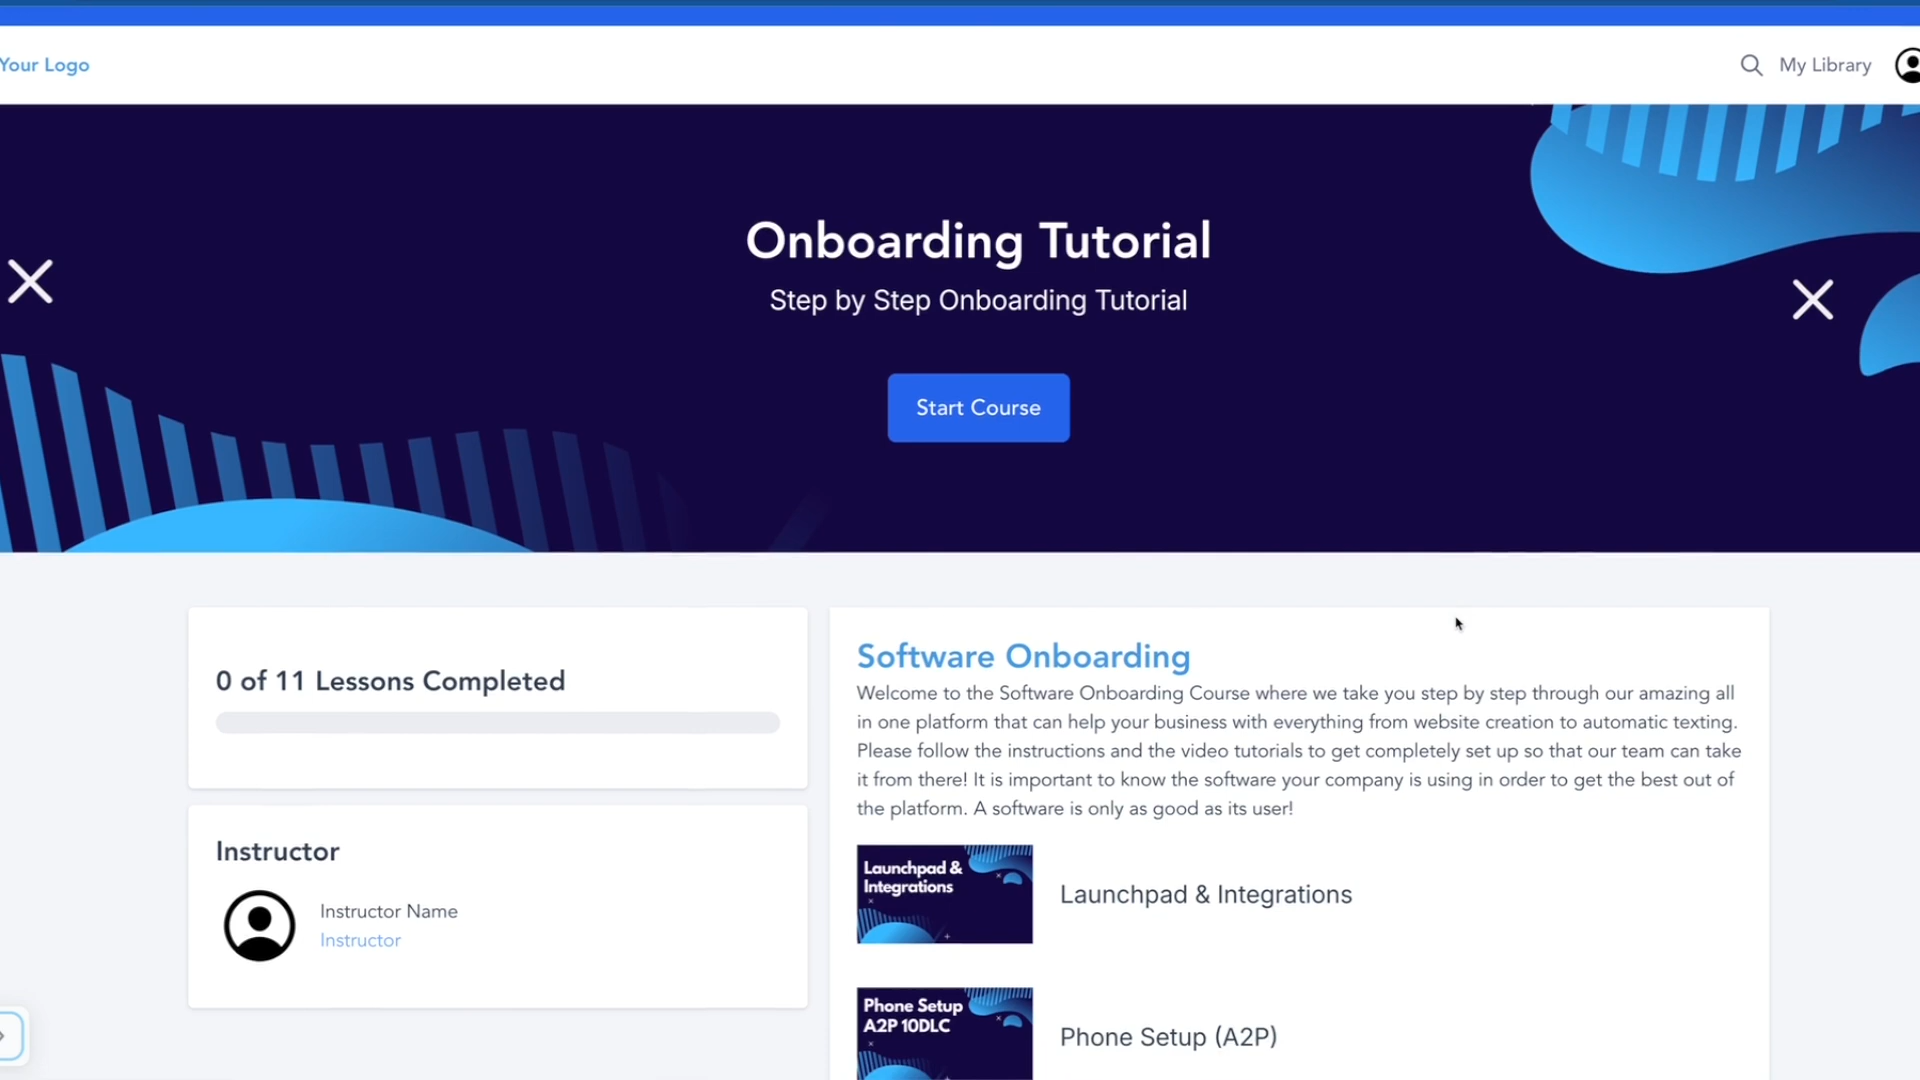 Your Logo
My Library
Onboarding Tutorial
Step by Step Onboarding Tutorial
Start Course
0 of 11 Lessons Completed
Instructor
Instructor Name
Instructor
Software Onboarding
Welcome to the Software Onboarding Course where we take you step by step through our amazing all
in one platform that can help your business with everything from website creation to automatic texting.
Please follow the instructions and the video tutorials to get completely set up so that our team can take
it from there! It is important to know the software your company is using in order to get the best out of
the platform. A software is only as good as its user!
Launchpad &
Integrations
Launchpad & Integrations
Phone Setup
A2P 10DLC
Phone Setup (A2P)